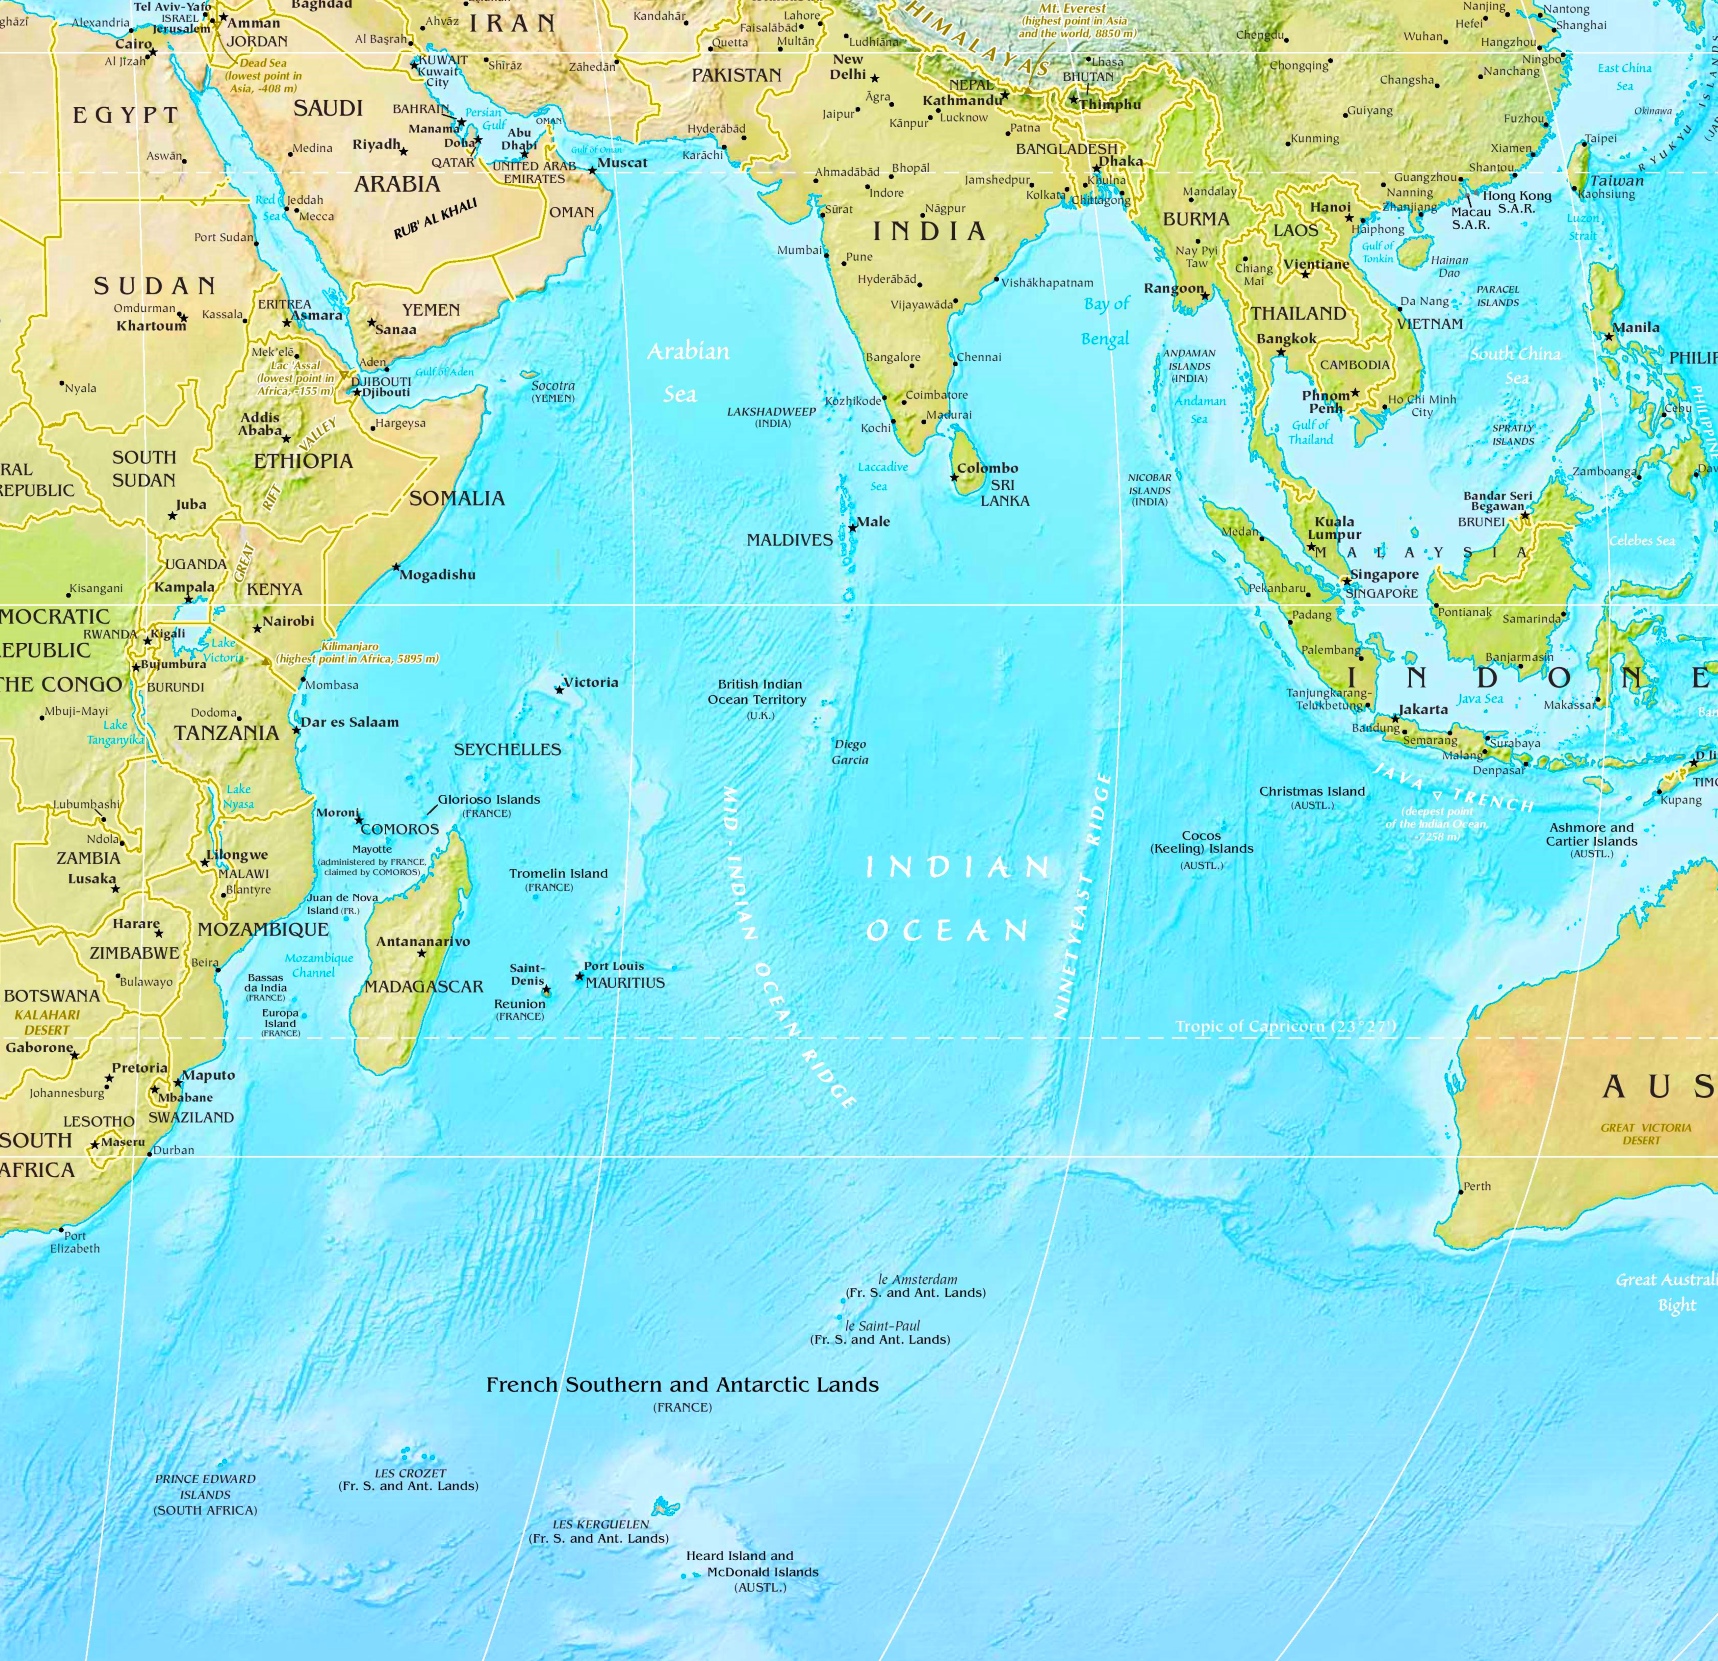 Tel Aviv-Yafo
Baghdad
ISRAEL
Alexandria
Jerusalem
Amman
JORDAN
Cairo
Al Jīzah
Dead Sea
(lowest point in
Asia, -408 m)
Ahvāz
IRAN
Al Başrah
KUWAIT
Kuwait
City
Shīrāz
Zāhedān
Kandahār
Quetta
Lahore
Faisalābād
Multān
Ludhiāna
HIMALAYAS
Mt. Everest
(highest point in Asia
and the world, 8850 m)
Chengdu
Nanjing
Nantong
Hefei
Shanghai
Wuhan
Hangzhou
Ningbo
Chongqing
Changsha
Nanchang
East China
Sea
Okinawa
RYUKYU ISLANDS
Lhasa
BHUTAN
Thimphu
NEPAL
Kathmandu
New
Delhi
Āgra
Jaipur
Kānpur
Lucknow
Patna
PAKISTAN
Hyderābād
Karāchi
EGYPT
Aswān
SAUDI
ARABIA
Medina
Riyadh
BAHRAIN
Manama
Persian
Gulf
Doha
QATAR
Abu
Dhabi
UNITED ARAB
EMIRATES
OMAN
Gulf of Oman
Muscat
OMAN
RUB' AL KHALI
Red
Sea
Jeddah
Mecca
Port Sudan
Ahmadābād
Bhopāl
Indore
Jamshedpur
Kolkata
BANGLADESH
Dhaka
Khulna
Chittagong
Sūrat
Nāgpur
INDIA
Mumbai
Pune
Hyderābād
Vishākhapatnam
Vijayawāda
Kunming
Guiyang
Fuzhou
Taipei
Xiamen
Shantou
Taiwan
Kaohsiung
Guangzhou
Nanning
Zhanjiang
Hong Kong
S.A.R.
Macau
S.A.R.
Luzon
Strait
Mandalay
BURMA
Nay Pyi
Taw
Rangoon
Hanoi
LAOS
Haiphong
Gulf of
Tonkin
Hainan
Dao
Chiang
Mai
Vientiane
PARACEL
ISLANDS
Da Nang
VIETNAM
THAILAND
Bangkok
CAMBODIA
Phnom
Penh
Ho Chi Minh
City
Gulf of
Thailand
South China
Sea
SPRATLY
ISLANDS
Manila
PHILIP
PHILIPPIN
Cebu
Zamboanga
Dav
SUDAN
Omdurman
Khartoum
Kassala
ERITREA
Asmara
YEMEN
Sanaa
Mek'elē
Lac 'Assal
(lowest point in
Africa, -155 m)
Aden
Gulf of Aden
DJIBOUTI
Djibouti
Nyala
Socotra
(YEMEN)
Arabian
Sea
Bay of
Bengal
ANDAMAN
ISLANDS
(INDIA)
Andaman
Sea
Bangalore
Chennai
Kozhikode
Coimbatore
Madurai
Kochi
LAKSHADWEEP
(INDIA)
Laccadive
Sea
Colombo
SRI
LANKA
NICOBAR
ISLANDS
(INDIA)
Addis
Ababa
Hargeysa
ETHIOPIA
GREAT RIFT VALLEY
SOUTH
SUDAN
Juba
RAL
REPUBLIC
SOMALIA
Mogadishu
MALDIVES
Male
Medan
Kuala
Lumpur
MALAYSIA
Bandar Seri
Begawan
BRUNEI
Celebes Sea
Singapore
SINGAPORE
Pekanbaru
Padang
Palembang
Pontianak
Samarinda
Banjarmasin
INDONE
Java Sea
Makassar
Ban
Tanjungkarang-
Telukbetung
Jakarta
Bandung
Semarang
Surabaya
Malang
Denpasar
Dili
TIMO
Kupang
UGANDA
Kampala
KENYA
Nairobi
Kisangani
MOCRATIC
REPUBLIC
THE CONGO
RWANDA
Kigali
Lake
Victoria
Bujumbura
BURUNDI
Kilimanjaro
(highest point in Africa, 5895 m)
Mombasa
Mbuji-Mayi
Lake
Tanganyika
Dodoma
TANZANIA
Dar es Salaam
Victoria
SEYCHELLES
British Indian
Ocean Territory
(U.K.)
Diego
Garcia
Lubumbashi
Ndola
ZAMBIA
Lusaka
Lake
Nyasa
Lilongwe
MALAWI
Blantyre
Moroni
COMOROS
Glorioso Islands
(FRANCE)
Mayotte
(administered by FRANCE,
claimed by COMOROS)
Juan de Nova
Island (FR.)
Tromelin Island
(FRANCE)
MID-INDIAN OCEAN RIDGE
INDIAN
OCEAN
NINETYEAST RIDGE
Cocos
(Keeling) Islands
(AUSTL.)
Christmas Island
(AUSTL.)
JAVA TRENCH
(deepest point
of the Indian Ocean,
-7258 m)
Ashmore and
Cartier Islands
(AUSTL.)
Harare
ZIMBABWE
Bulawayo
MOZAMBIQUE
Beira
Mozambique
Channel
Bassas
da India
(FRANCE)
Europa
Island
(FRANCE)
Antananarivo
MADAGASCAR
Saint-
Denis
Reunion
(FRANCE)
Port Louis
MAURITIUS
BOTSWANA
KALAHARI
DESERT
Gaborone
Pretoria
Johannesburg
Maputo
Mbabane
SWAZILAND
LESOTHO
Maseru
SOUTH
AFRICA
Durban
Port
Elizabeth
Tropic of Capricorn (23°27')
AUS
GREAT VICTORIA
DESERT
Perth
Great Australi
Bight
le Amsterdam
(Fr. S. and Ant. Lands)
le Saint-Paul
(Fr. S. and Ant. Lands)
French Southern and Antarctic Lands
(FRANCE)
PRINCE EDWARD
ISLANDS
(SOUTH AFRICA)
LES CROZET
(Fr. S. and Ant. Lands)
LES KERGUELEN
(Fr. S. and Ant. Lands)
Heard Island and
McDonald Islands
(AUSTL.)